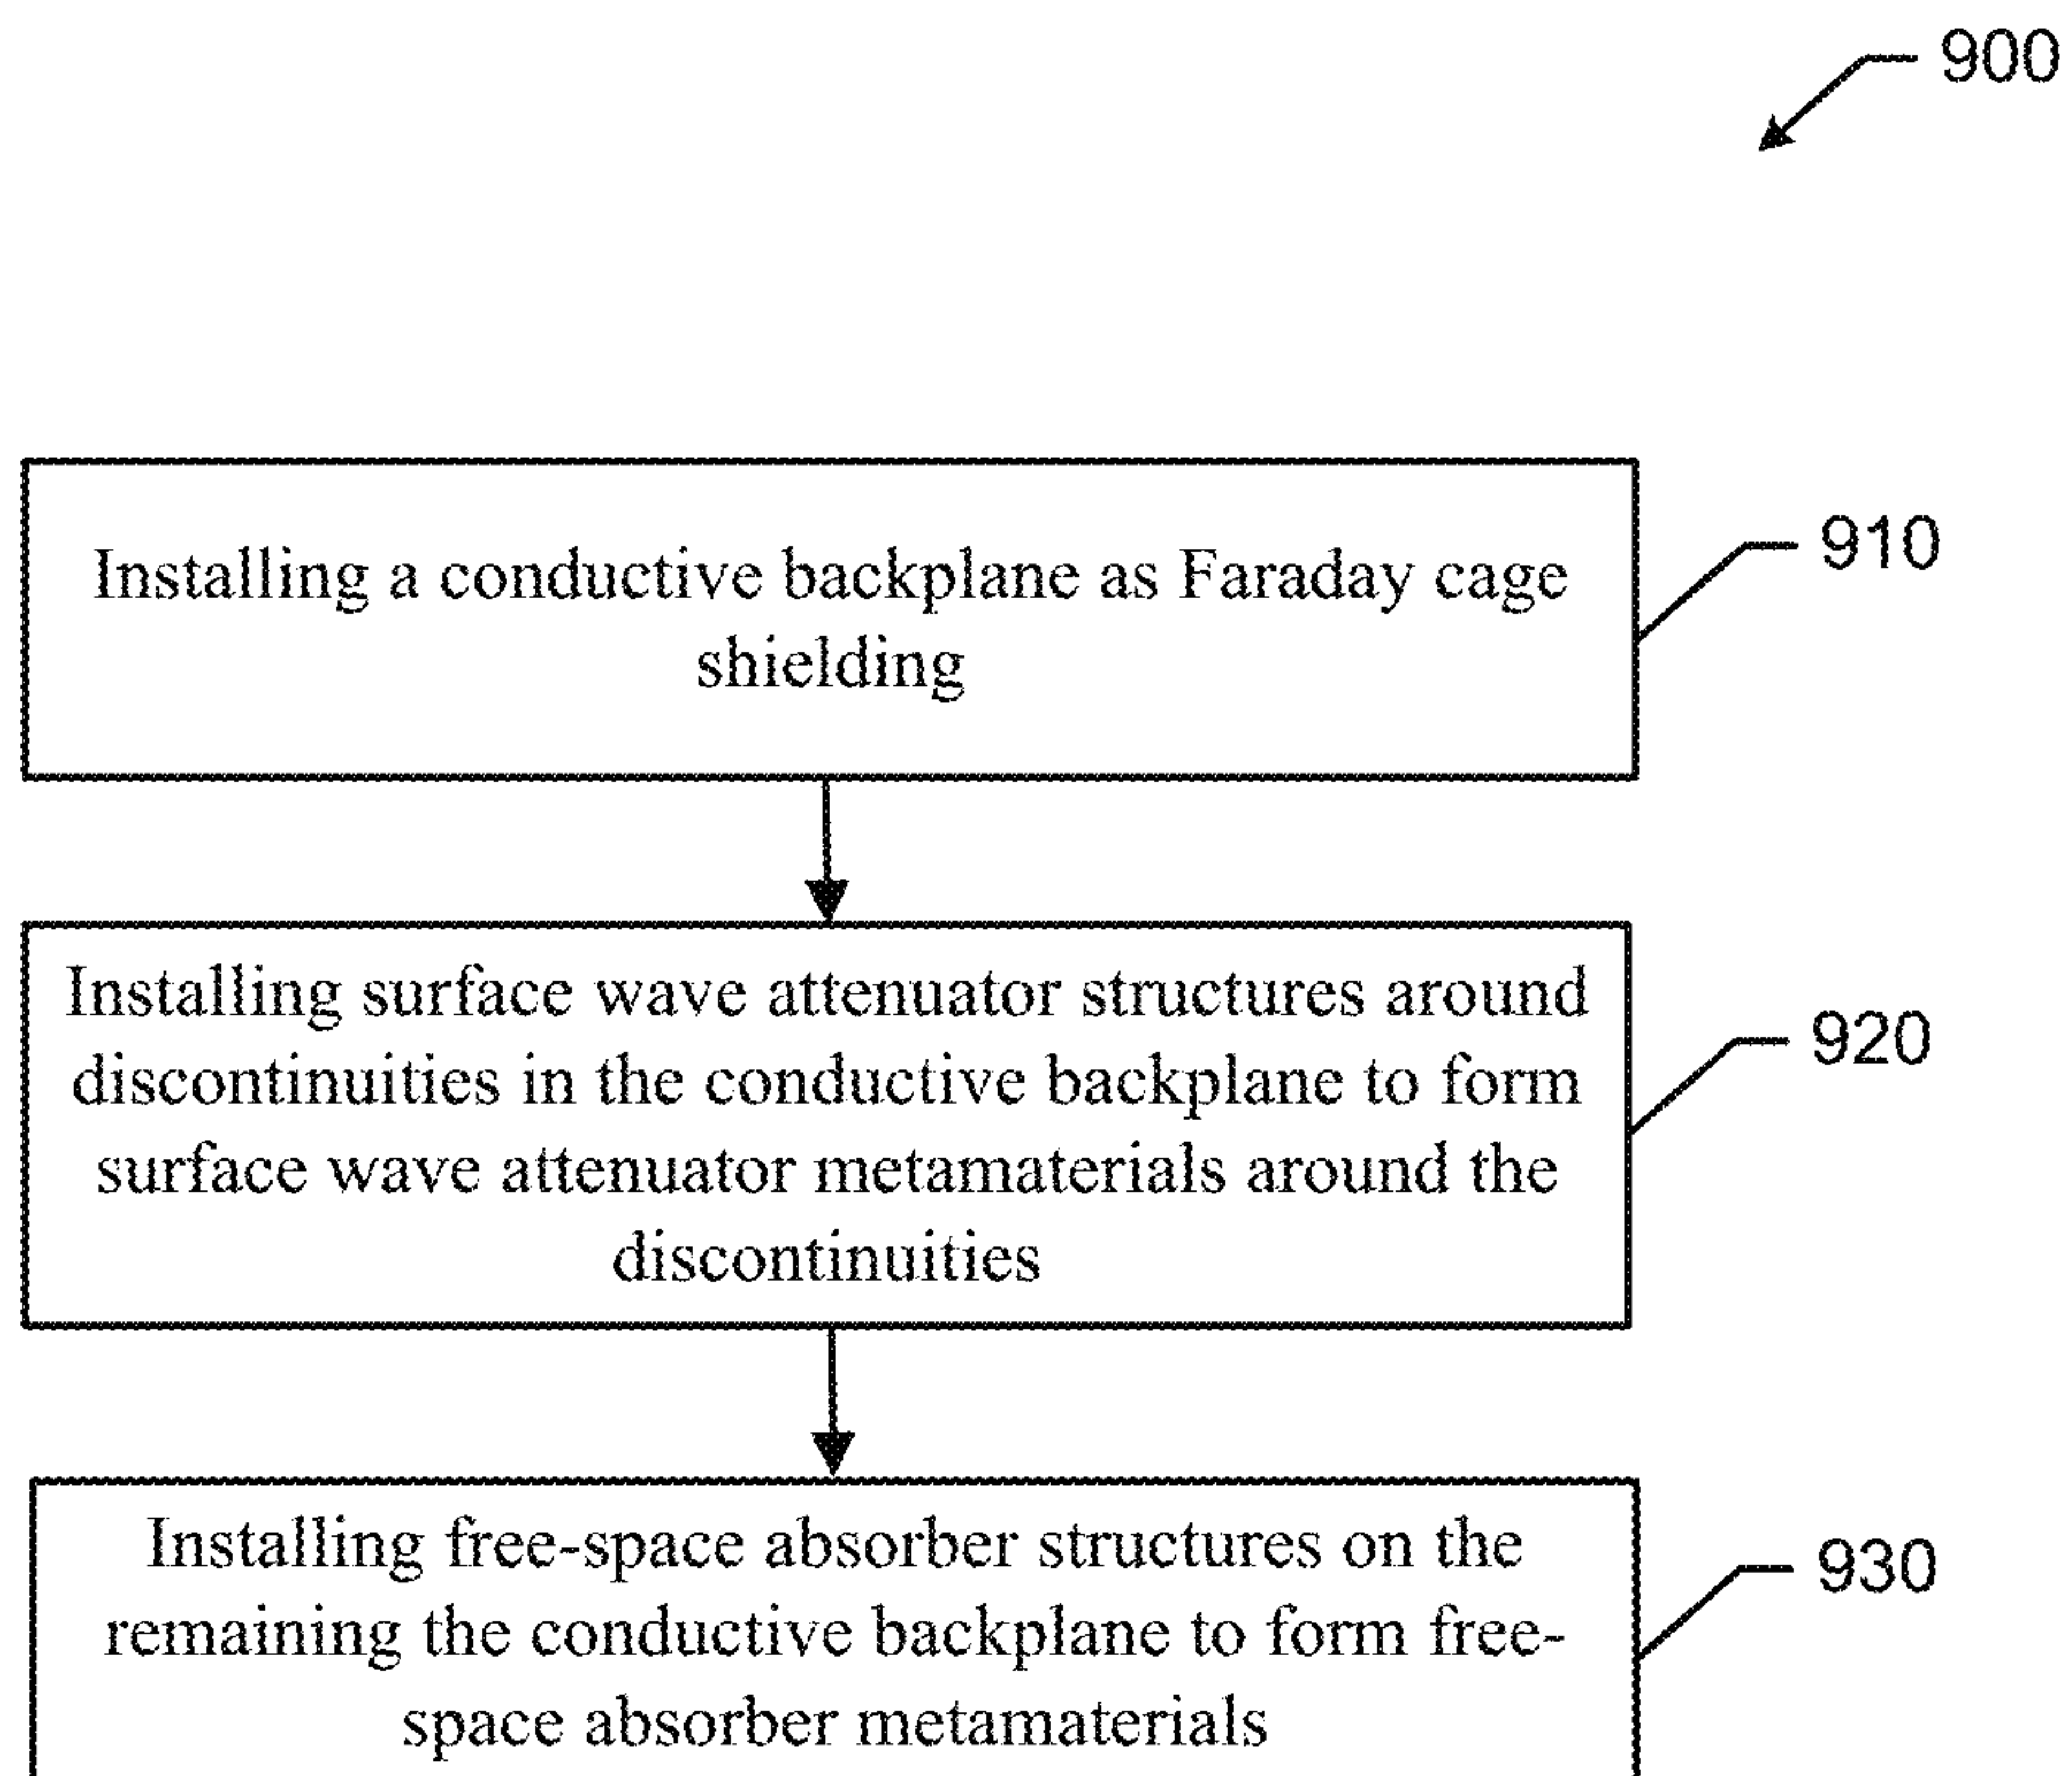 900
Installing a conductive backplane as Faraday cage
shielding
910
Installing surface wave attenuator structures around
discontinuities in the conductive backplane to form
surface wave attenuator metamaterials around the
discontinuities
920
Installing free-space absorber structures on the
remaining the conductive backplane to form free-
space absorber metamaterials
930